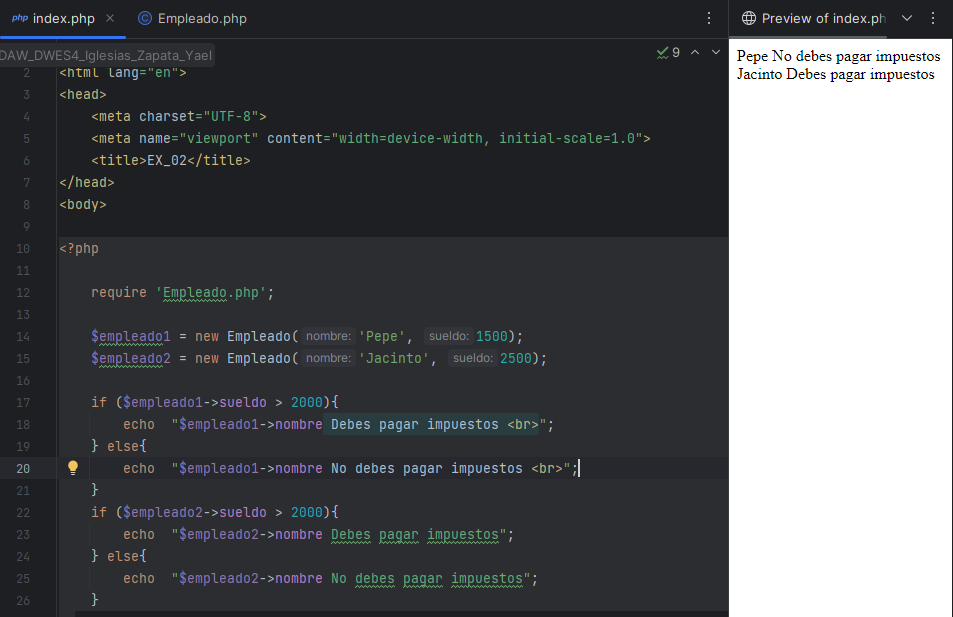 php index.php × © Empleado.php
Preview of index.ph
DAW_DWES4_Iglesias_Zapata_Yael
9
2 <html lang="en">
3 <head>
4 <meta charset="UTF-8">
5 <meta name="viewport" content="width=device-width, initial-scale=1.0">
6 <title>EX_02</title>
7 </head>
8 <body>
9
10 <?php
11
12 require 'Empleado.php';
13
14 $empleado1 = new Empleado( nombre: 'Pepe', sueldo: 1500);
15 $empleado2 = new Empleado( nombre: 'Jacinto', sueldo: 2500);
16
17 if ($empleado1->sueldo > 2000){
18 echo "$empleado1->nombre Debes pagar impuestos <br>";
19 } else{
20 echo "$empleado1->nombre No debes pagar impuestos <br>";
21 }
22 if ($empleado2->sueldo > 2000){
23 echo "$empleado2->nombre Debes pagar impuestos";
24 } else{
25 echo "$empleado2->nombre No debes pagar impuestos";
26 }
Pepe No debes pagar impuestos
Jacinto Debes pagar impuestos